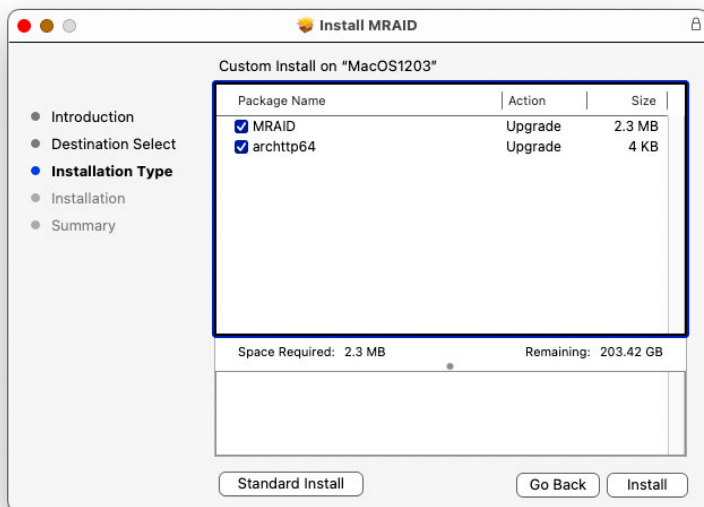 Install MRAID
Custom Install on “MacOS1203”
Introduction
Destination Select
Installation Type
Installation
Summary
Package Name Action Size
MRAID Upgrade 2.3 MB
archttp64 Upgrade 4 KB
Space Required: 2.3 MB Remaining: 203.42 GB
Standard Install Go Back Install